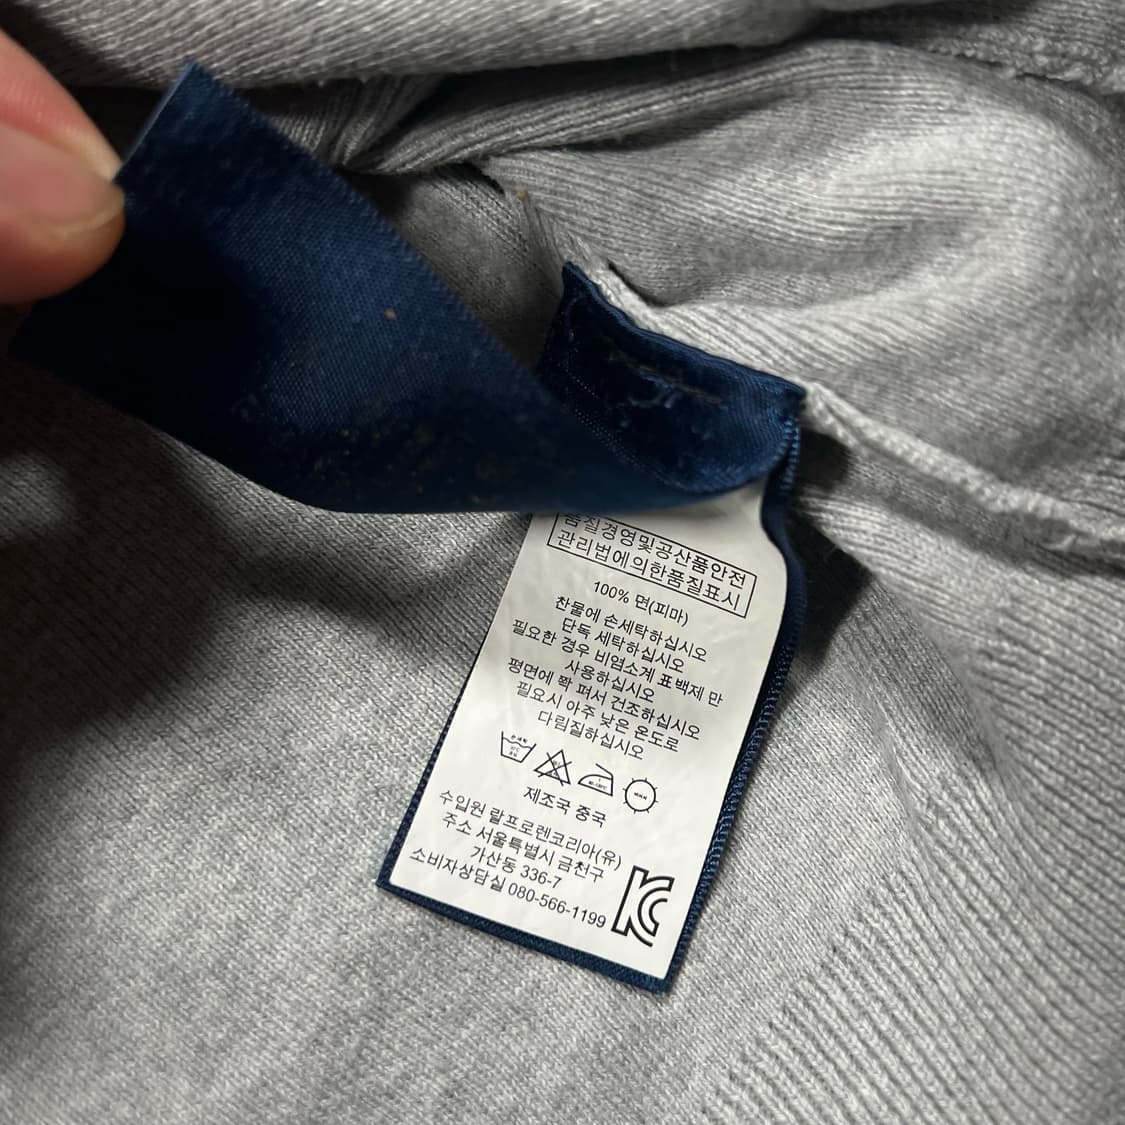 품질경영및공산품안전
관리법에의한품질표시
100% 면(피마)
찬물에 손세탁하십시오
단독 세탁하십시오
필요한 경우 비염소계 표백제 만
사용하십시오
평면에 쫙 펴서 건조하십시오
필요시 아주 낮은 온도로
다림질하십시오
제조국 중국
수입원 랄프로렌코리아(유)
주소 서울특별시 금천구
가산동 336-7
소비자상담실 080-566-1199